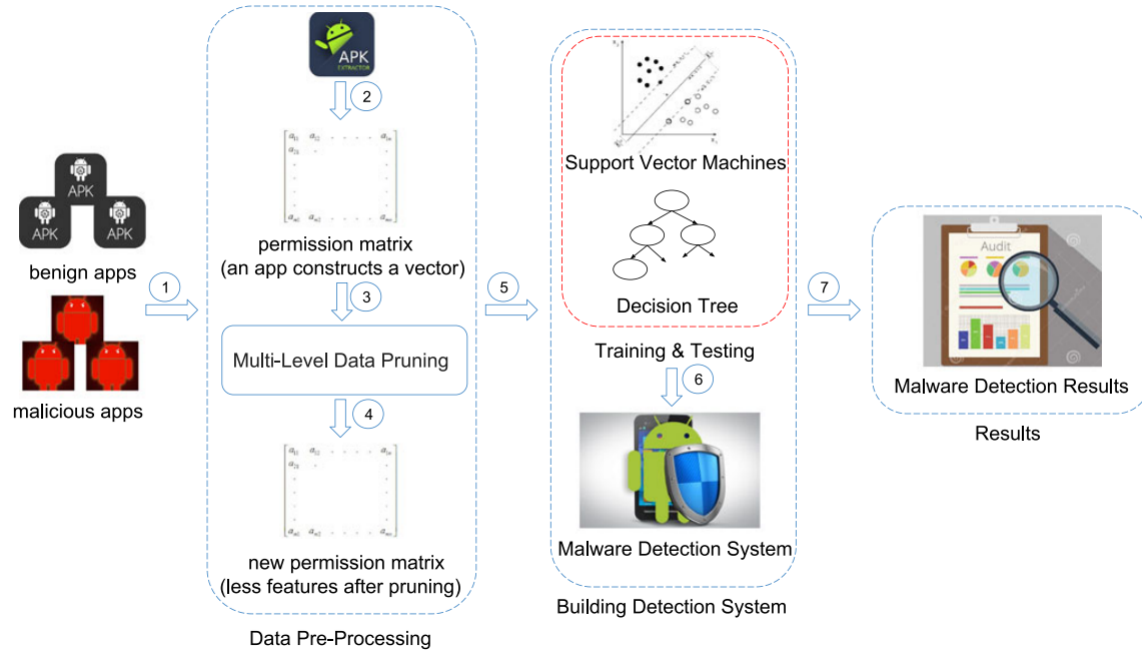 APK
EXTRACTOR
2
permission matrix
(an app constructs a vector)
3
Multi-Level Data Pruning
4
new permission matrix
(less features after pruning)
Data Pre-Processing
APK
APK
APK
benign apps
malicious apps
1
5
Support Vector Machines
Decision Tree
Training & Testing
6
Malware Detection System
Building Detection System
7
Audit
Malware Detection Results
Results